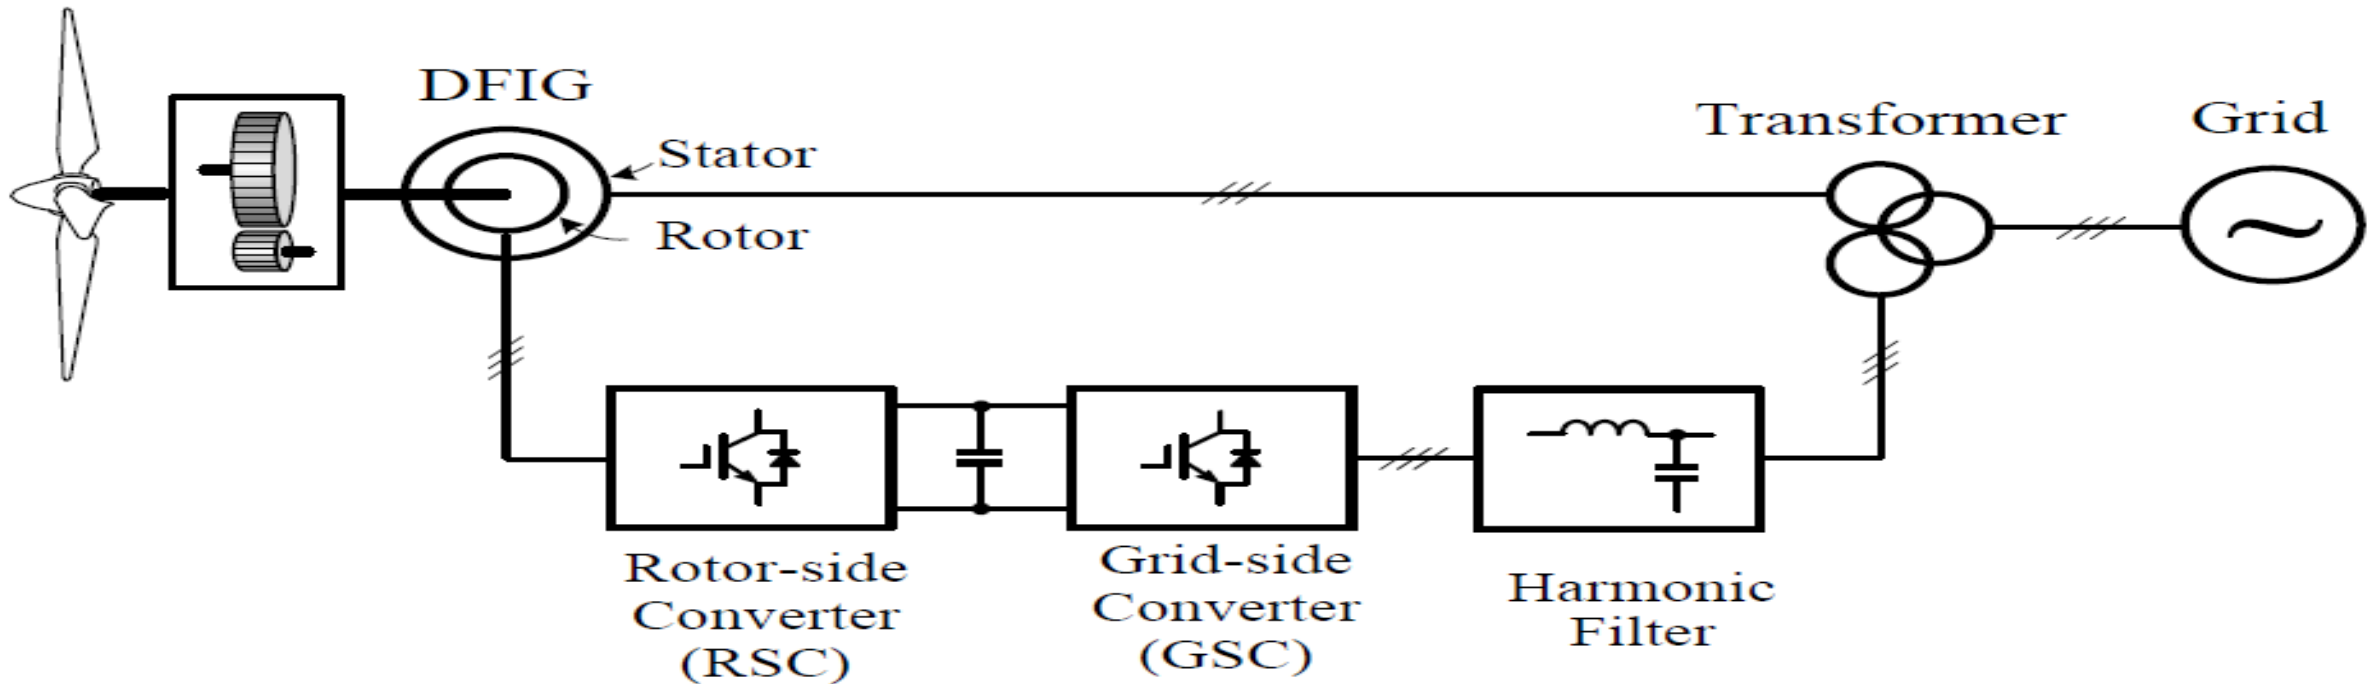 DFIG
Stator
Rotor
Transformer
Grid
Rotor-side
Converter
(RSC)
Grid-side
Converter
(GSC)
Harmonic
Filter